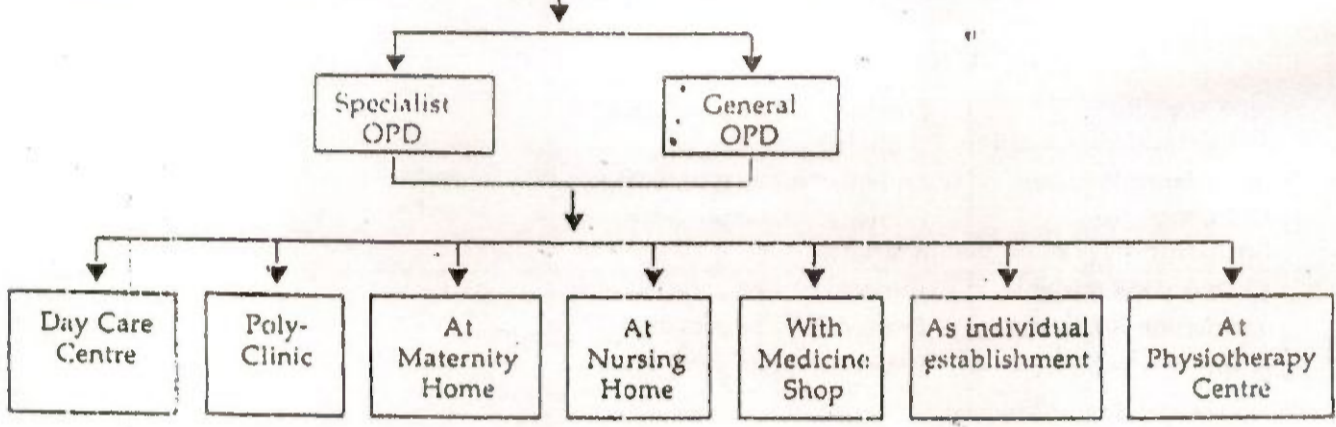 Specialist
OPD
General
OPD
Day Care
Centre
Poly-
Clinic
At
Maternity
Home
At
Nursing
Home
With
Medicine
Shop
As individual
establishment
At
Physiotherapy
Centre